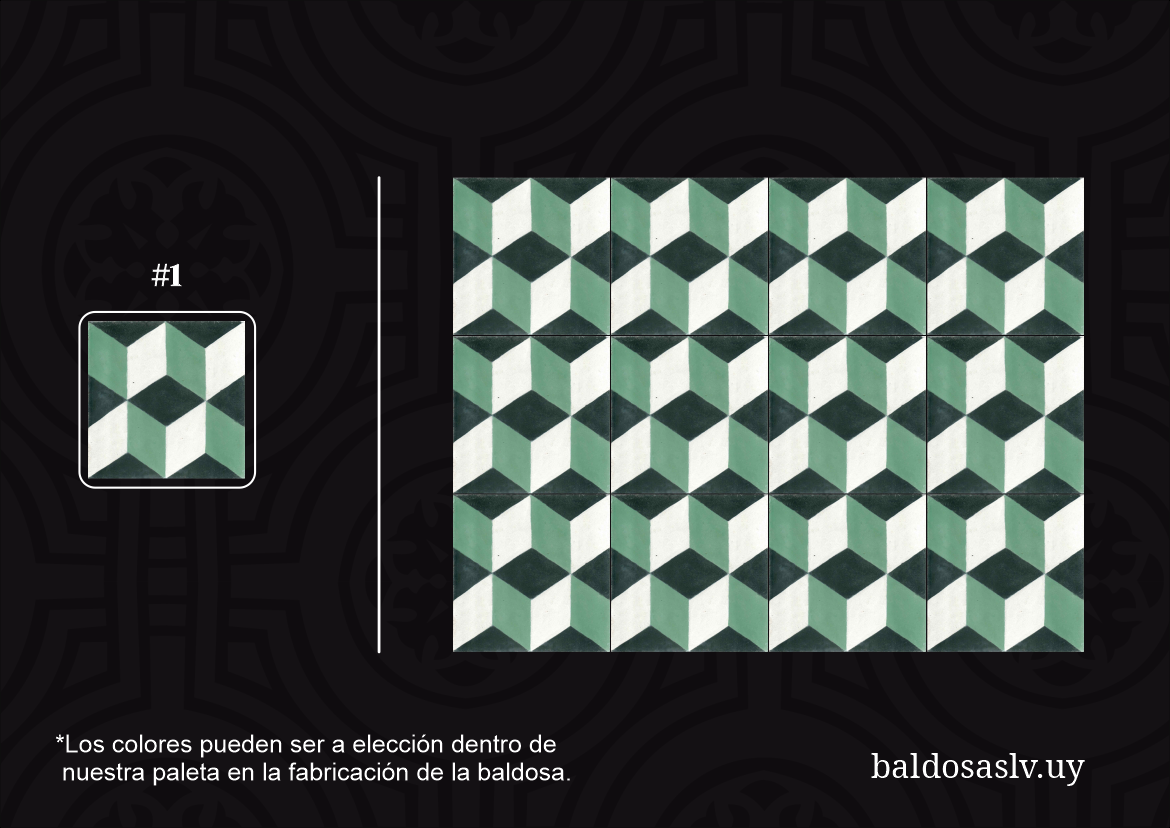 #1
*Los colores pueden ser a elección dentro de
nuestra paleta en la fabricación de la baldosa.
baldosaslv.uy